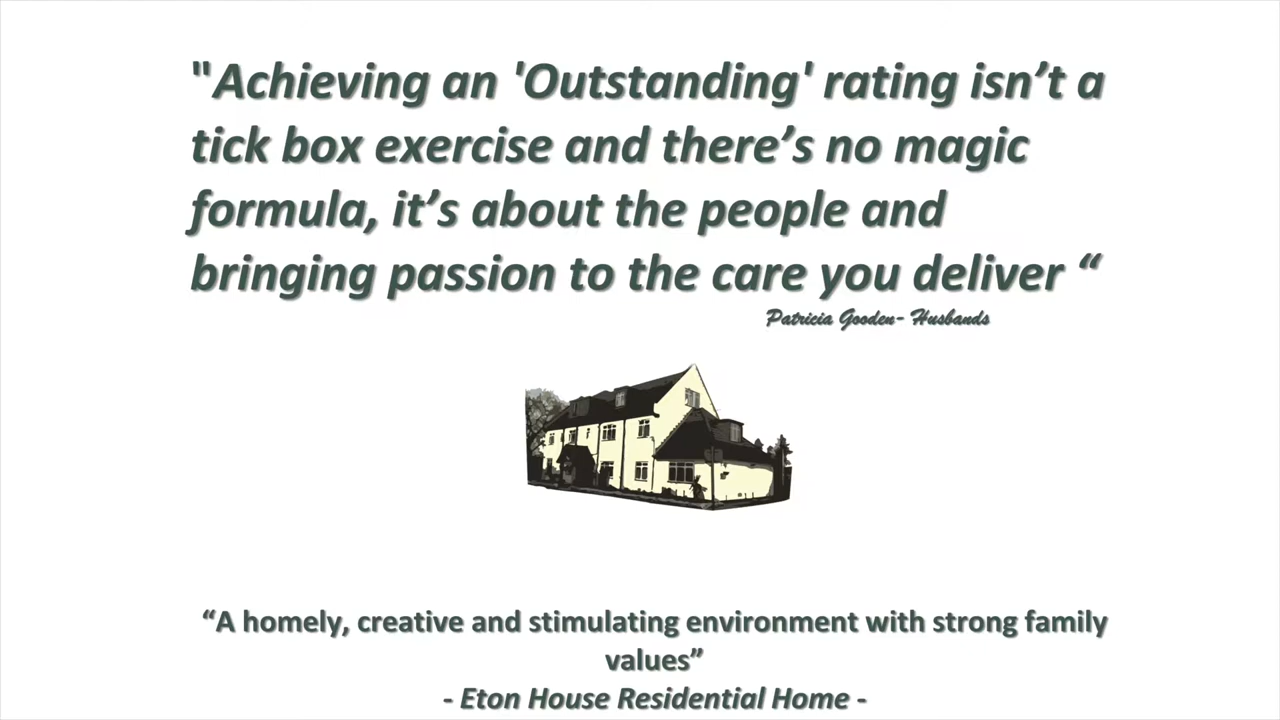 "Achieving an 'Outstanding' rating isn’t a
tick box exercise and there’s no magic
formula, it’s about the people and
bringing passion to the care you deliver “
Patricia Gooden- Husbands
“A homely, creative and stimulating environment with strong family
values”
- Eton House Residential Home -